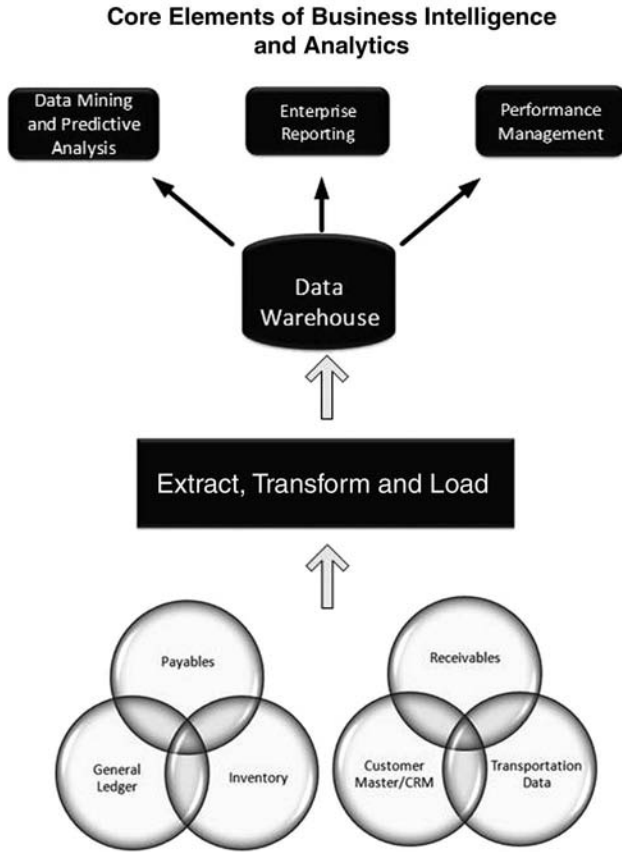 Core Elements of Business Intelligence
and Analytics
Data Mining
and Predictive
Analysis
Enterprise
Reporting
Performance
Management
Data
Warehouse
Extract, Transform and Load
Payables
General
Ledger
Inventory
Receivables
Customer
Master/CRM
Transportation
Data